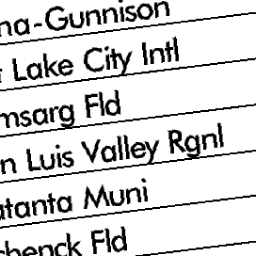 na-Gunnison
Lake City Intl
msarg Fld
n Luis Valley Rgnl
tanta Muni
henck Fld